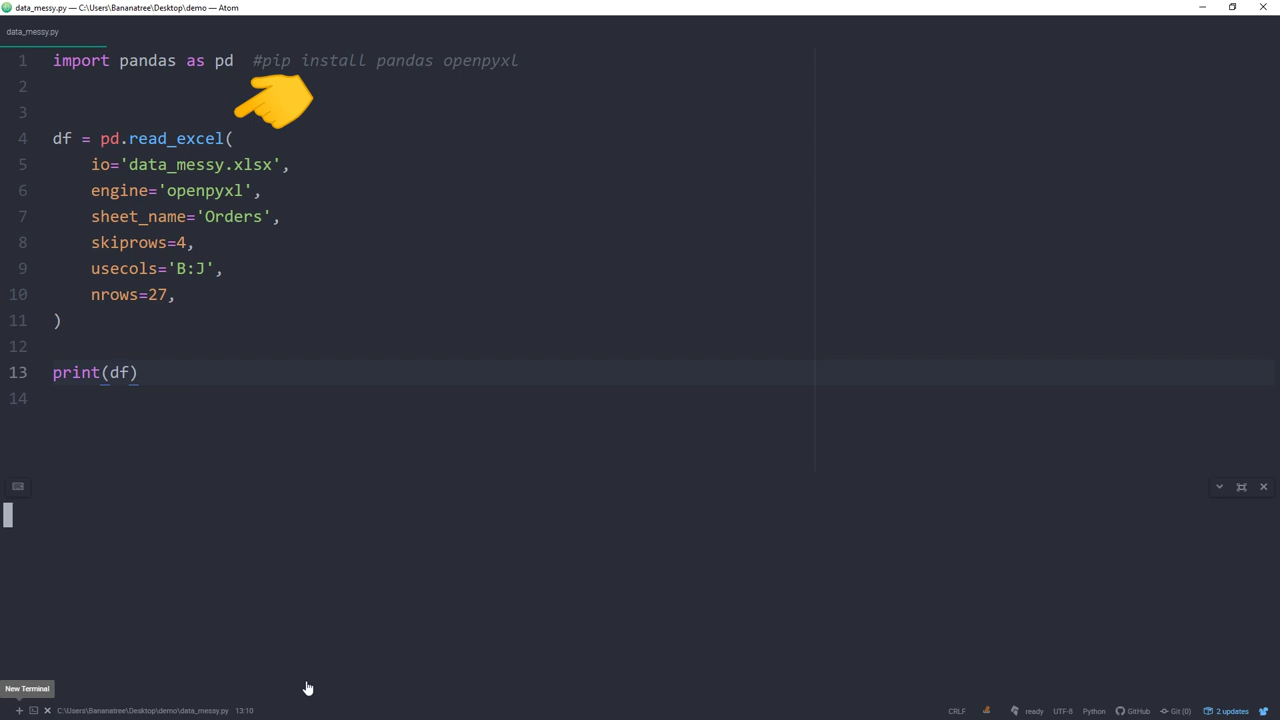 data_messy.py — C:\Users\Bananatree\Desktop\demo — Atom
data_messy.py
1 import pandas as pd  #pip install pandas openpyxl
2
3
4 df = pd.read_excel(
5     io='data_messy.xlsx',
6     engine='openpyxl',
7     sheet_name='Orders',
8     skiprows=4,
9     usecols='B:J',
10     nrows=27,
11 )
12
13 print(df)
14
New Terminal
C:\Users\Bananatree\Desktop\demo\data_messy.py 13:10 CRLF ready UTF-8 Python GitHub Git (0) 2 updates